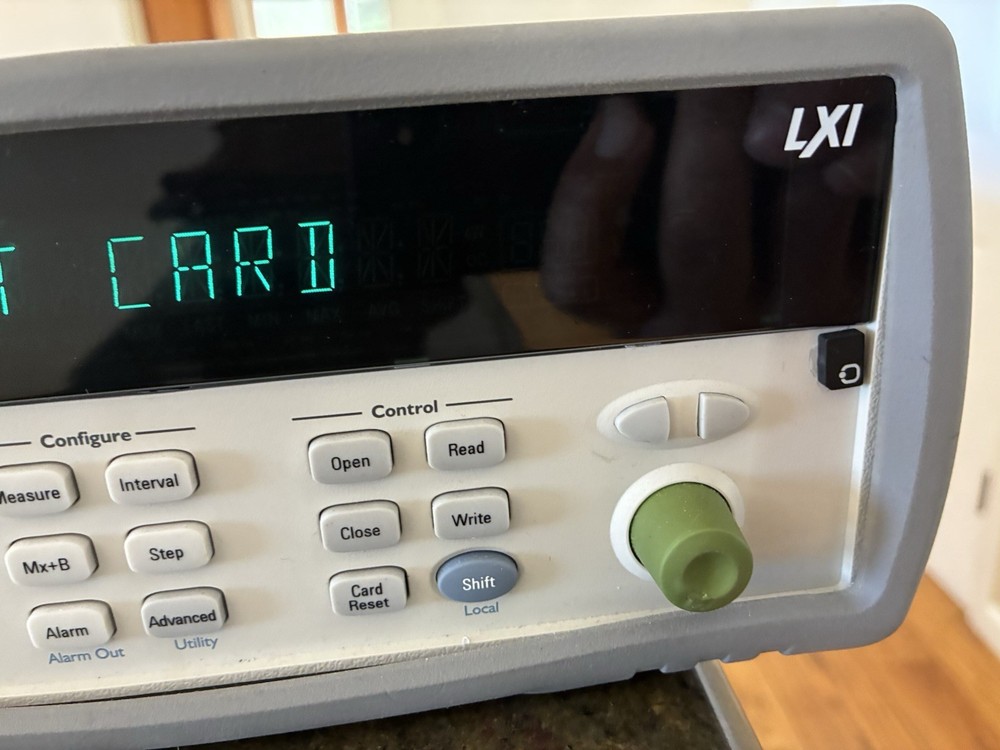 LXI
CARD
Configure
Control
Measure
Interval
Open
Read
Mx+B
Step
Close
Write
Alarm
Advanced
Card
Reset
Shift
Alarm Out
Utility
Local